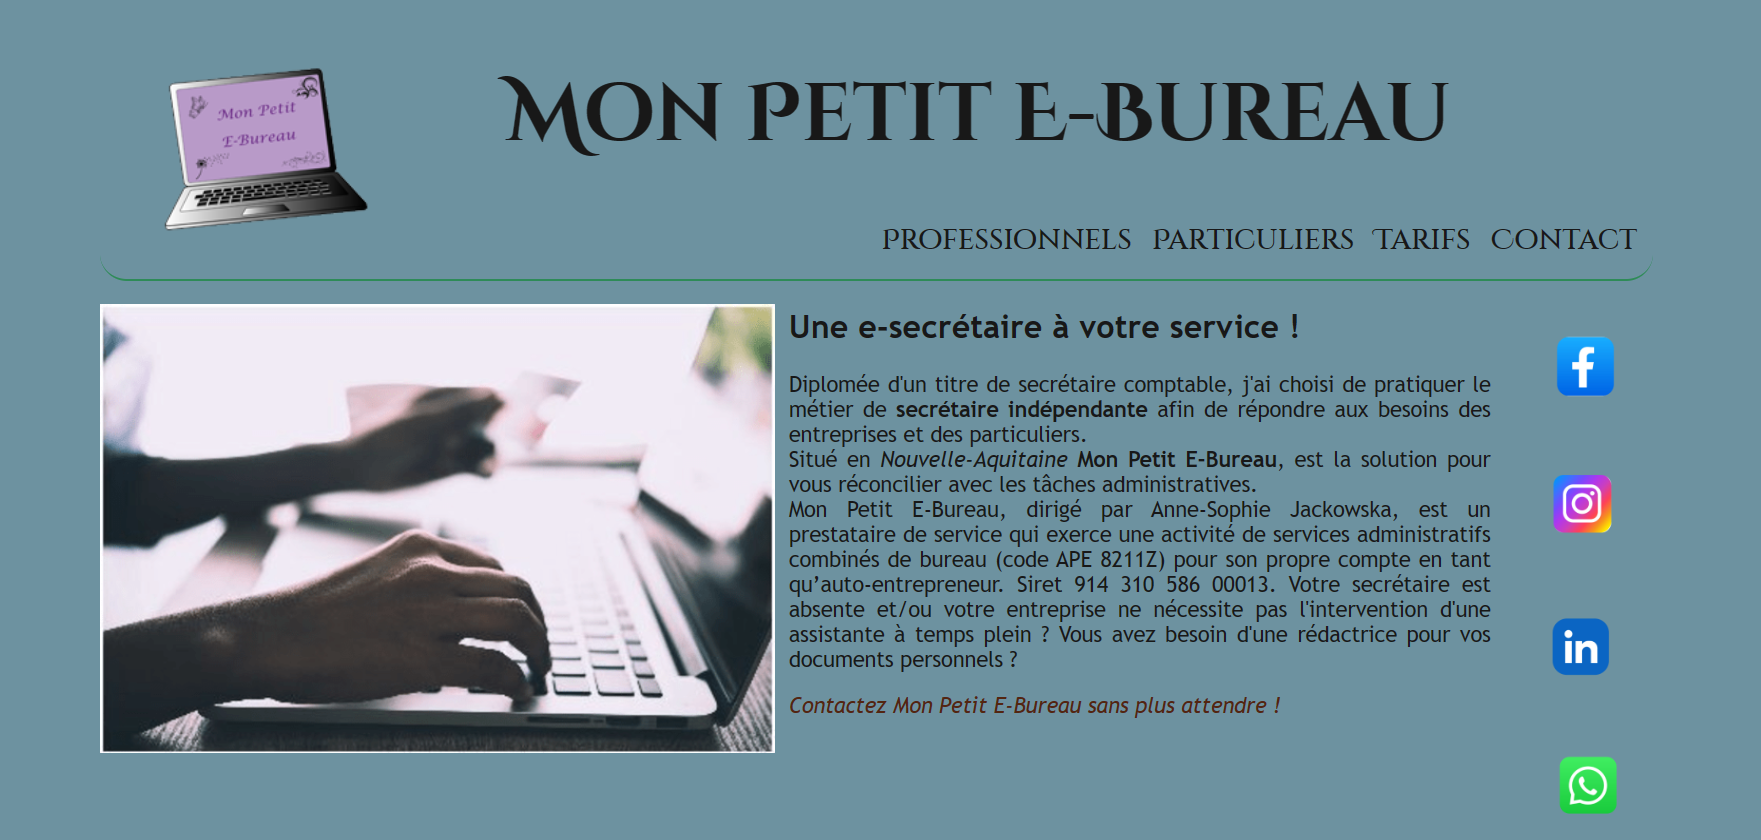 Mon Petit
E-Bureau
Mon Petit E-Bureau
Professionnels Particuliers Tarifs Contact
Une e-secrétaire à votre service !
Diplomée d'un titre de secrétaire comptable, j'ai choisi de pratiquer le
métier de secrétaire indépendante afin de répondre aux besoins des
entreprises et des particuliers.
Situé en Nouvelle-Aquitaine Mon Petit E-Bureau, est la solution pour
vous réconcilier avec les tâches administratives.
Mon Petit E-Bureau, dirigé par Anne-Sophie Jackowska, est un
prestataire de service qui exerce une activité de services administratifs
combinés de bureau (code APE 8211Z) pour son propre compte en tant
qu’auto-entrepreneur. Siret 914 310 586 00013. Votre secrétaire est
absente et/ou votre entreprise ne nécessite pas l'intervention d'une
assistante à temps plein ? Vous avez besoin d'une rédactrice pour vos
documents personnels ?
Contactez Mon Petit E-Bureau sans plus attendre !
f
in